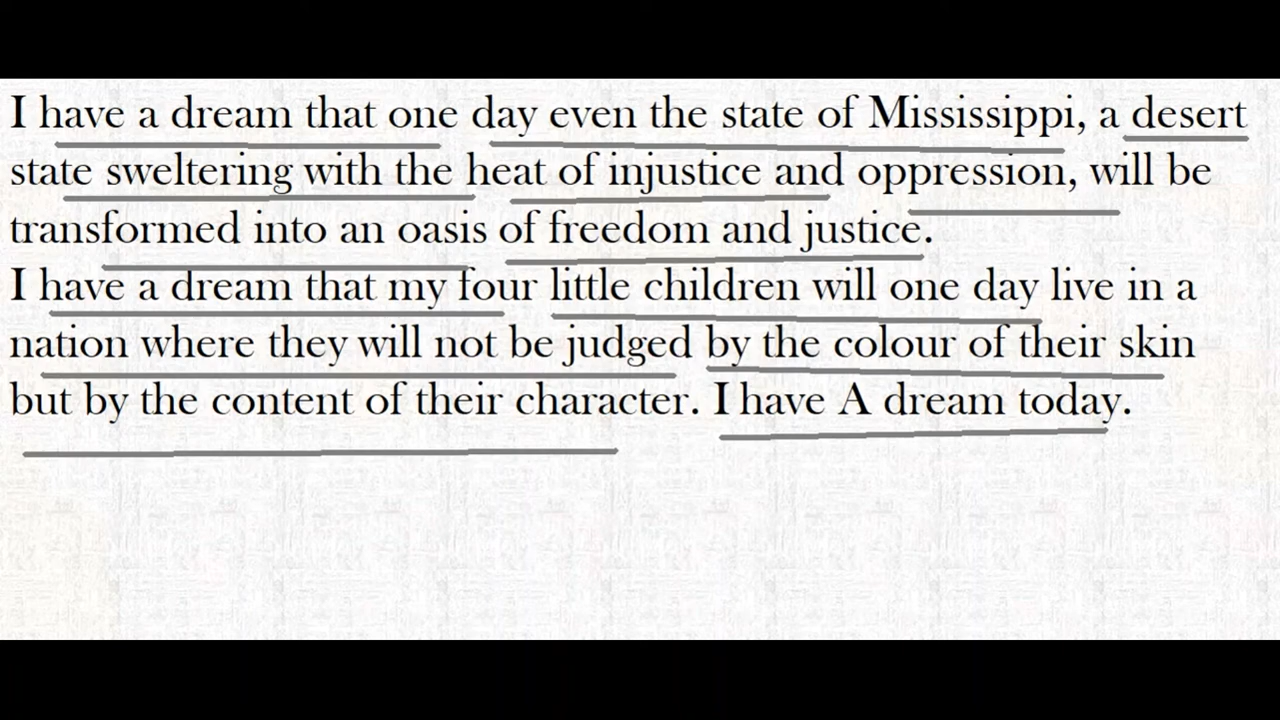 I have a dream that one day even the state of Mississippi, a desert
state sweltering with the heat of injustice and oppression, will be
transformed into an oasis of freedom and justice.
I have a dream that my four little children will one day live in a
nation where they will not be judged by the colour of their skin
but by the content of their character. I have A dream today.